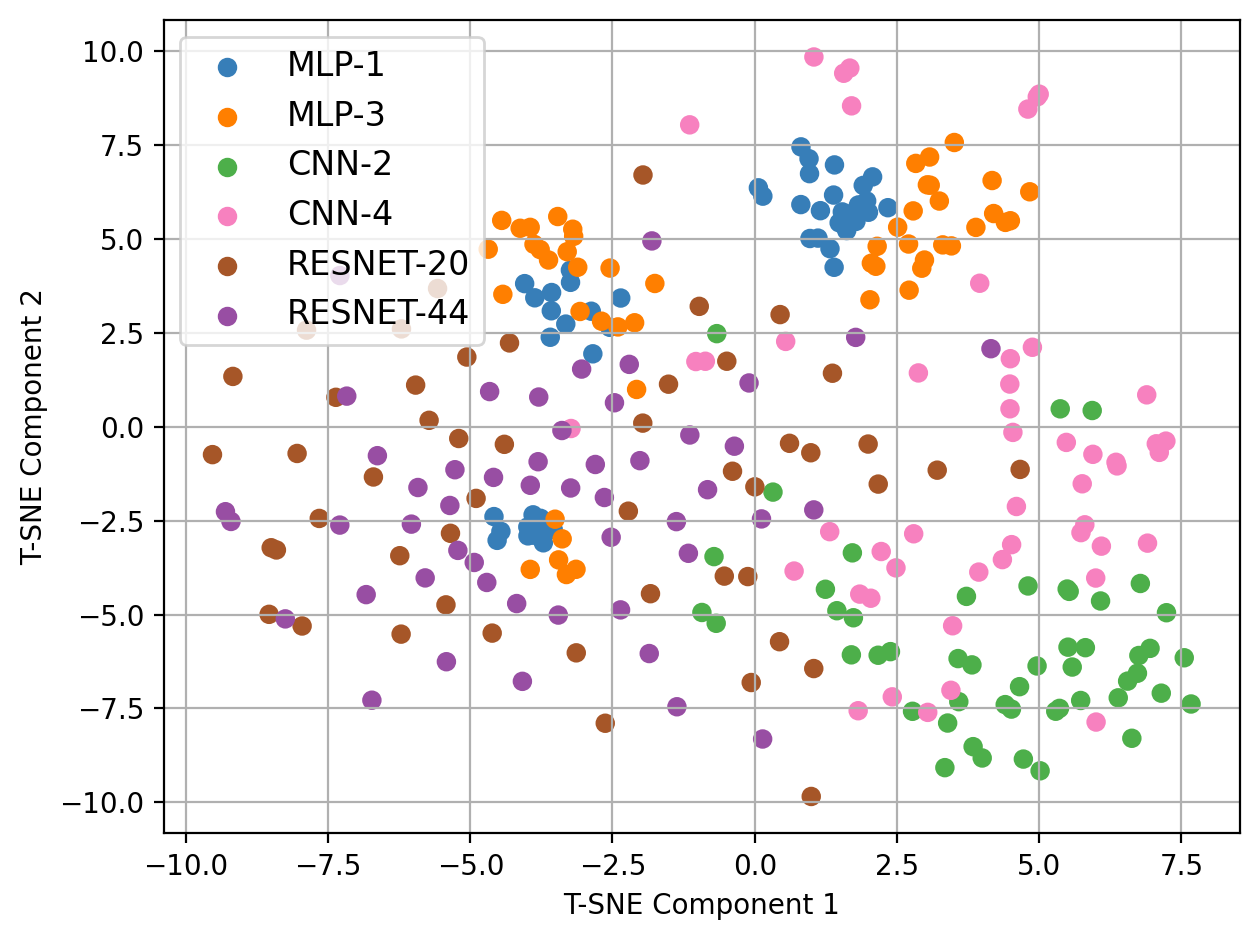 10.0
7.5
5.0
2.5
0.0
−2.5
−5.0
−7.5
−10.0
T-SNE Component 2
MLP-1
MLP-3
CNN-2
CNN-4
RESNET-20
RESNET-44
−10.0 −7.5 −5.0 −2.5 0.0 2.5 5.0 7.5
T-SNE Component 1